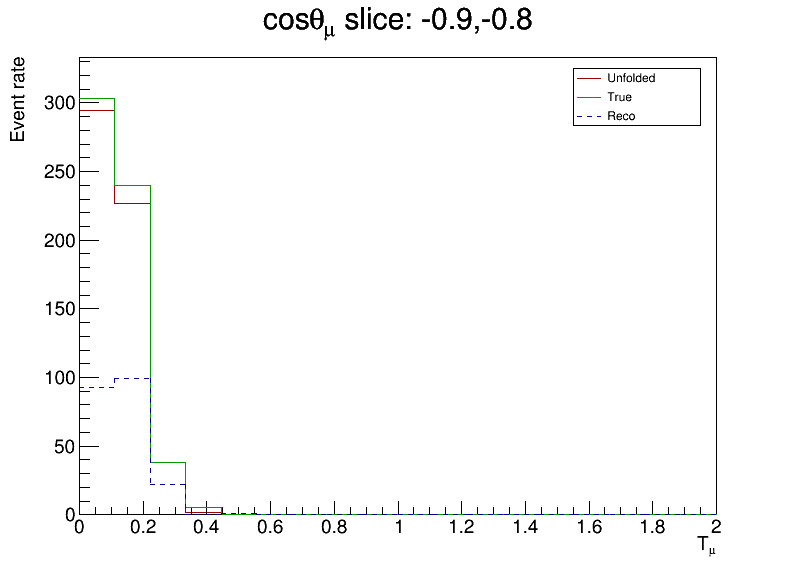 cosθμ slice: -0.9,-0.8
Event rate
Unfolded
True
Reco
300
250
200
150
100
50
0
0 0.2 0.4 0.6 0.8 1 1.2 1.4 1.6 1.8 2
Tμ